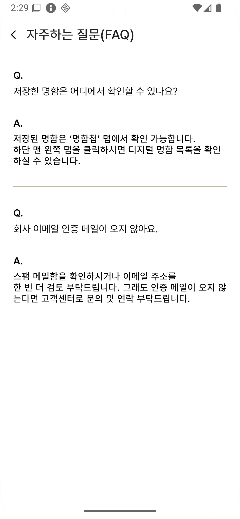 2:29
자주하는 질문(FAQ)
Q.
저장한 명함은 어디에서 확인할 수 있나요?
A.
저장된 명함은 '명함첩' 탭에서 확인 가능합니다.
하단 맨 왼쪽 탭을 클릭하시면 디지털 명함 목록을 확인
하실 수 있습니다.
Q.
회사 이메일 인증 메일이 오지 않아요.
A.
스팸 메일함을 확인하시거나 이메일 주소를
한 번 더 검토 부탁드립니다. 그래도 인증 메일이 오지 않
는다면 고객센터로 문의 및 연락 부탁드립니다.